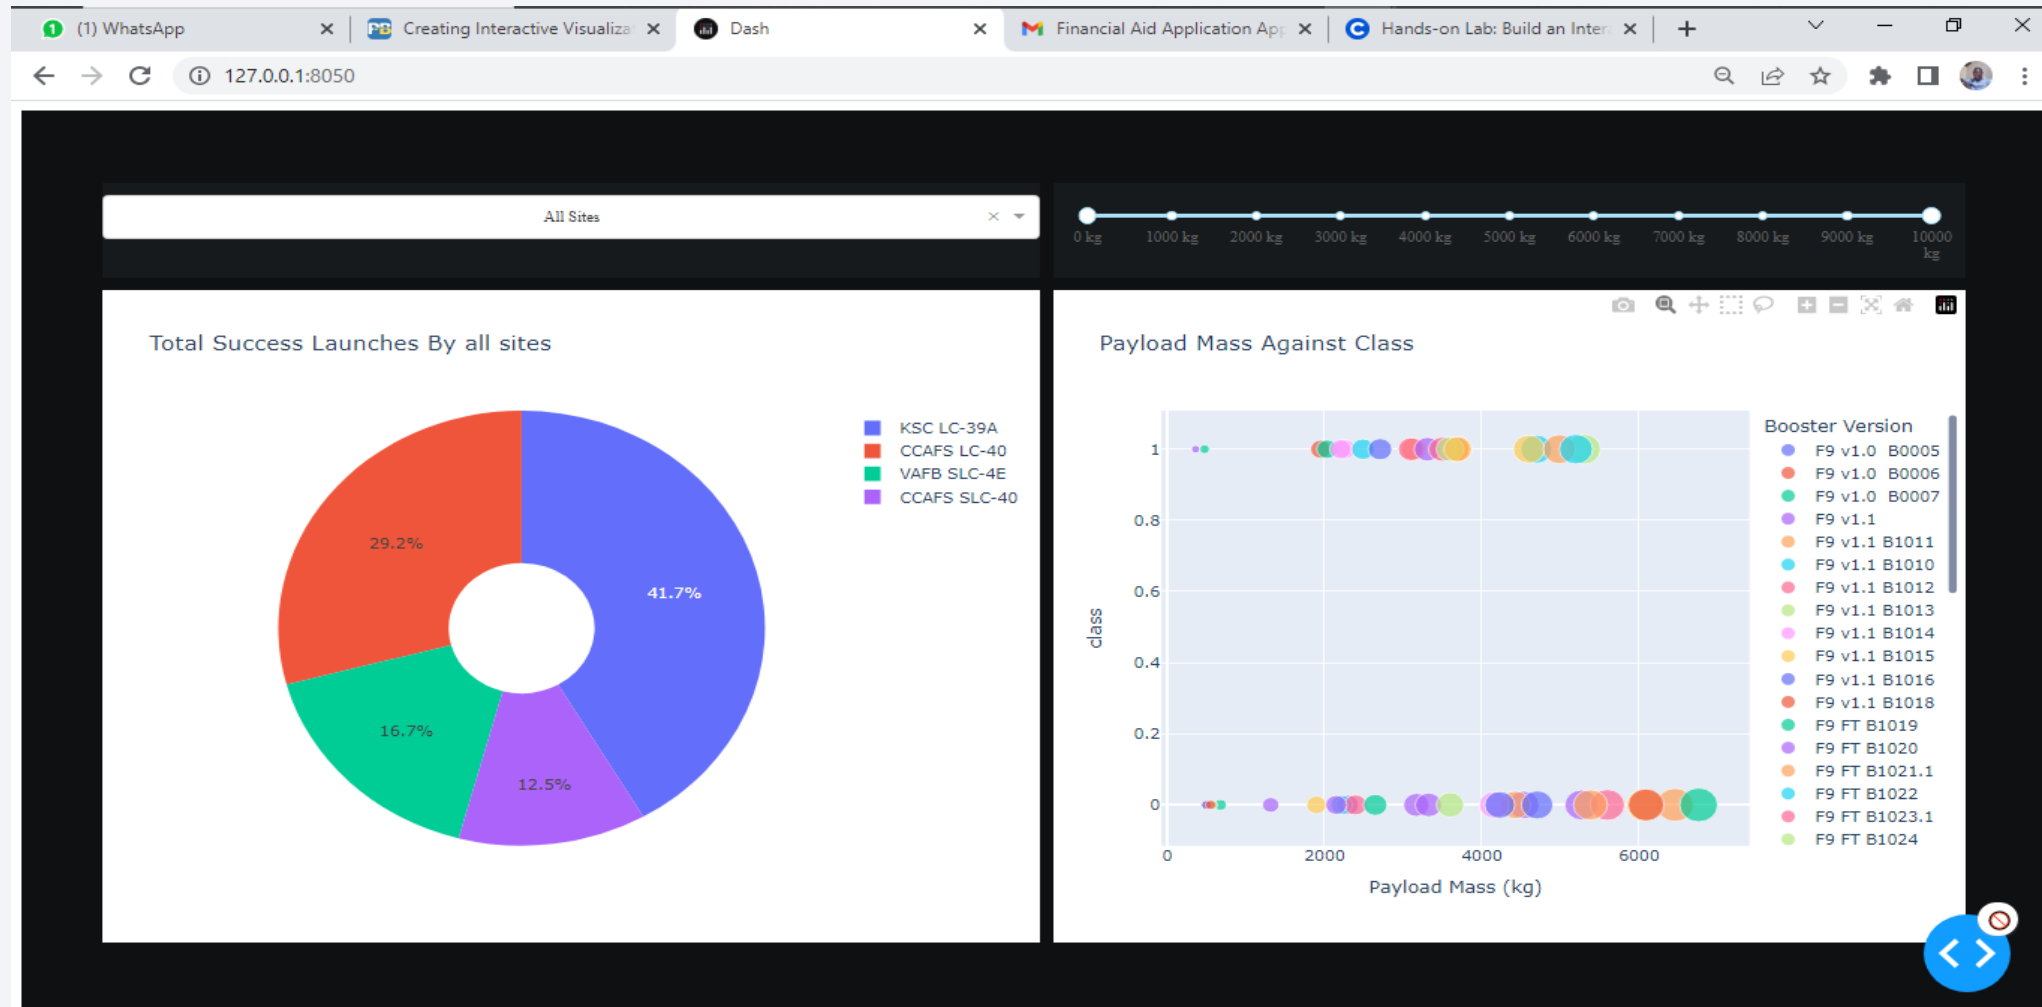 (1) WhatsApp
Creating Interactive Visualiza
Dash
Financial Aid Application App
Hands-on Lab: Build an Inter
127.0.0.1:8050
All Sites
0 kg 1000 kg 2000 kg 3000 kg 4000 kg 5000 kg 6000 kg 7000 kg 8000 kg 9000 kg 10000 kg
Total Success Launches By all sites
KSC LC-39A
CCAFS LC-40
VAFB SLC-4E
CCAFS SLC-40
29.2%
41.7%
16.7%
12.5%
Payload Mass Against Class
class
1
0.8
0.6
0.4
0.2
0
0 2000 4000 6000
Payload Mass (kg)
Booster Version
F9 v1.0 B0005
F9 v1.0 B0006
F9 v1.0 B0007
F9 v1.1
F9 v1.1 B1011
F9 v1.1 B1010
F9 v1.1 B1012
F9 v1.1 B1013
F9 v1.1 B1014
F9 v1.1 B1015
F9 v1.1 B1016
F9 v1.1 B1018
F9 FT B1019
F9 FT B1020
F9 FT B1021.1
F9 FT B1022
F9 FT B1023.1
F9 FT B1024